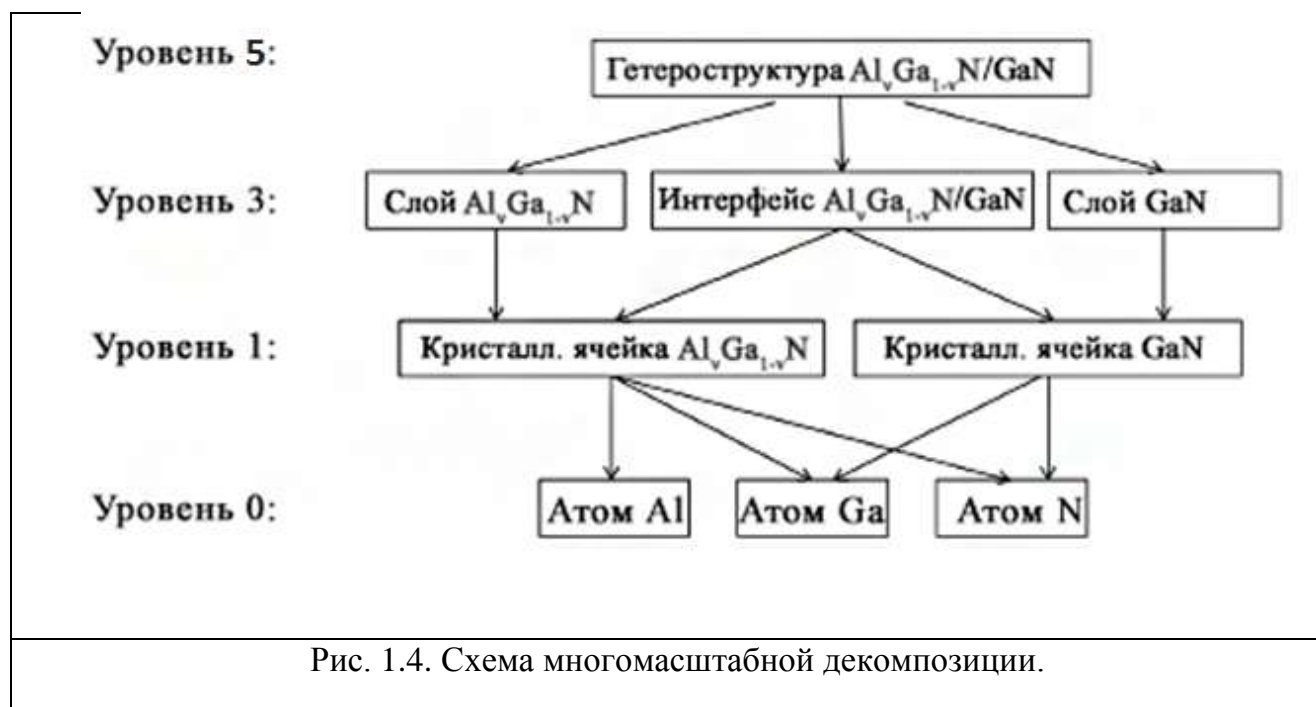 Уровень 5:
Гетероструктура AlᵥGa₁₋ᵥN/GaN
Уровень 3:
Слой AlᵥGa₁₋ᵥN
Интерфейс AlᵥGa₁₋ᵥN/GaN
Слой GaN
Уровень 1:
Кристалл. ячейка AlᵥGa₁₋ᵥN
Кристалл. ячейка GaN
Уровень 0:
Атом Al
Атом Ga
Атом N
Рис. 1.4. Схема многомасштабной декомпозиции.